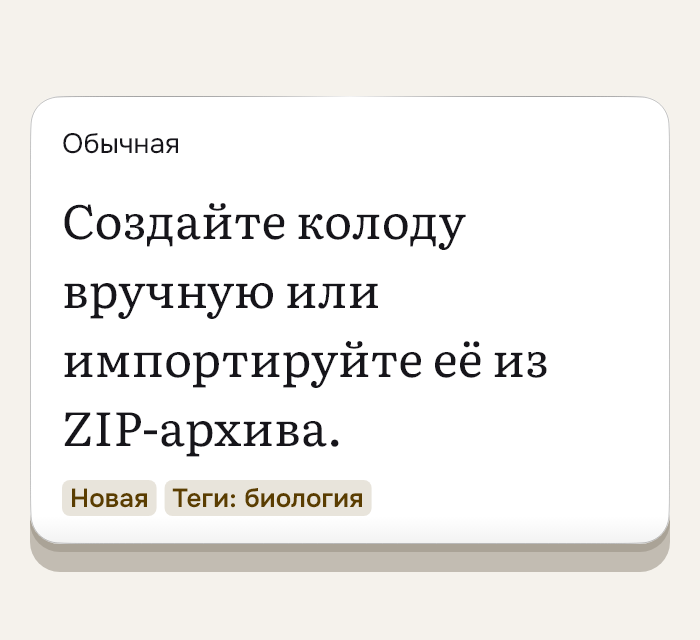 Обычная
Создайте колоду
вручную или
импортируйте её из
ZIP-архива.
Новая Теги: биология